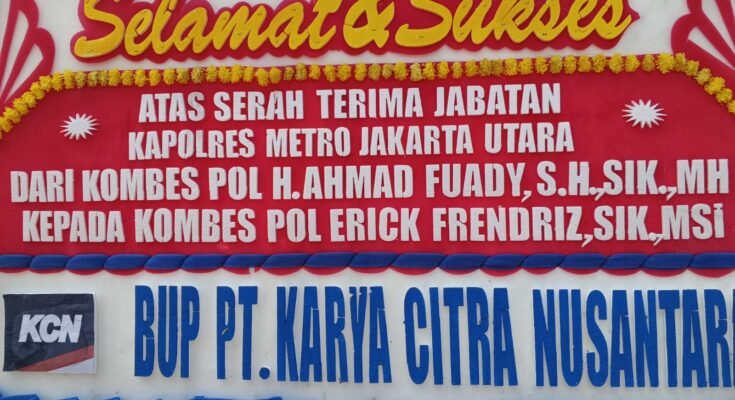 Selamat & Sukses
ATAS SERAH TERIMA JABATAN
KAPOLRES METRO JAKARTA UTARA
DARI KOMBES POL H.AHMAD FUADY, S.H.,SIK.,MH
KEPADA KOMBES POL ERICK FRENDRIZ,SIK.,MSi
KCN
BUP PT. KARYA CITRA NUSANTARA